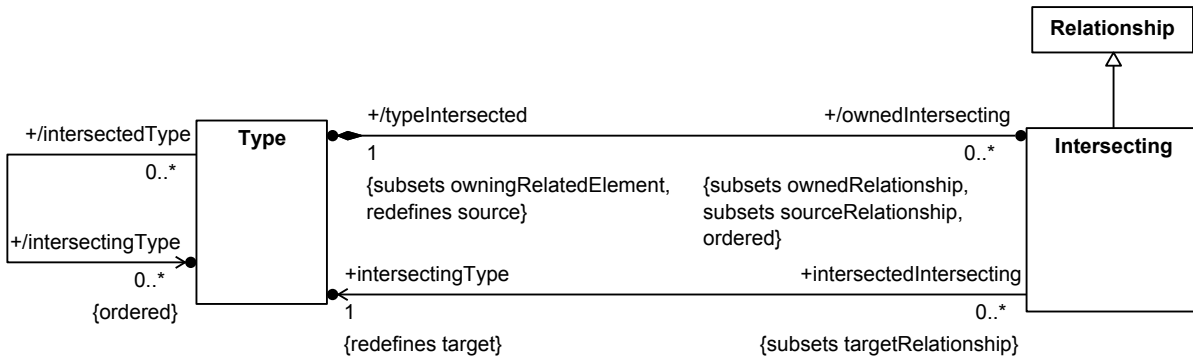 Relationship
+/typeIntersected
+/ownedIntersecting
+/intersectedType
Type
Intersecting
1
0..*
0..*
{subsets owningRelatedElement,
redefines source}
{subsets ownedRelationship,
subsets sourceRelationship,
ordered}
+/intersectingType
+intersectingType
+intersectedIntersecting
0..*
{ordered}
1
0..*
{redefines target}
{subsets targetRelationship}